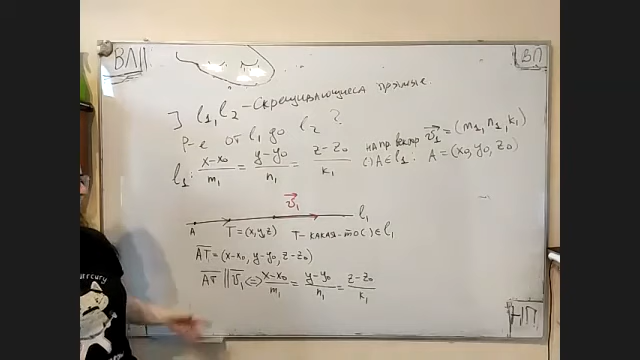 ВЛ
ВП
] l₁, l₂ - Скрещивающиеся прямые.
Р-е от l₁ до l₂ ?
l₁: (x-x₀)/m₁ = (y-y₀)/n₁ = (z-z₀)/k₁ напр вектор v₁ = (m₁, n₁, k₁)
(·) A ∈ l₁: A = (x₀, y₀, z₀)
v₁
l₁
A T = (x, y, z) T - какая-то (·) ∈ l₁
AT = (x-x₀, y-y₀, z-z₀)
AT || v₁ <=> (x-x₀)/m₁ = (y-y₀)/n₁ = (z-z₀)/k₁
НП